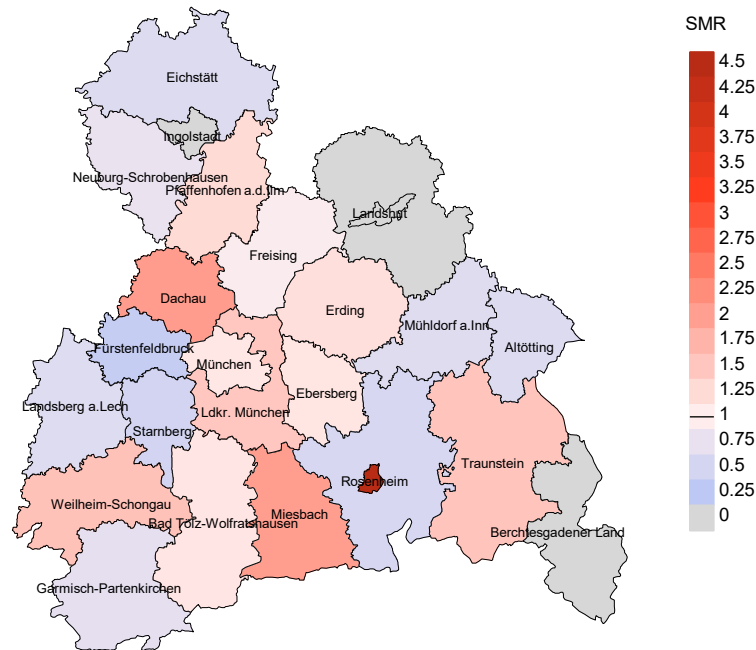 SMR
4.5
4.25
4
3.75
3.5
3.25
3
2.75
2.5
2.25
2
1.75
1.5
1.25
1
0.75
0.5
0.25
0
Eichstätt
Ingolstadt
Neuburg-Schrobenhausen
Pfaffenhofen a.d.Ilm
Landshut
Freising
Dachau
Erding
Mühldorf a.Inn
Altötting
Fürstenfeldbruck
München
Ebersberg
Landsberg a.Lech
Ldkr. München
Starnberg
Traunstein
Rosenheim
Weilheim-Schongau
Miesbach
Bad Tölz-Wolfratshausen
Berchtesgadener Land
Garmisch-Partenkirchen